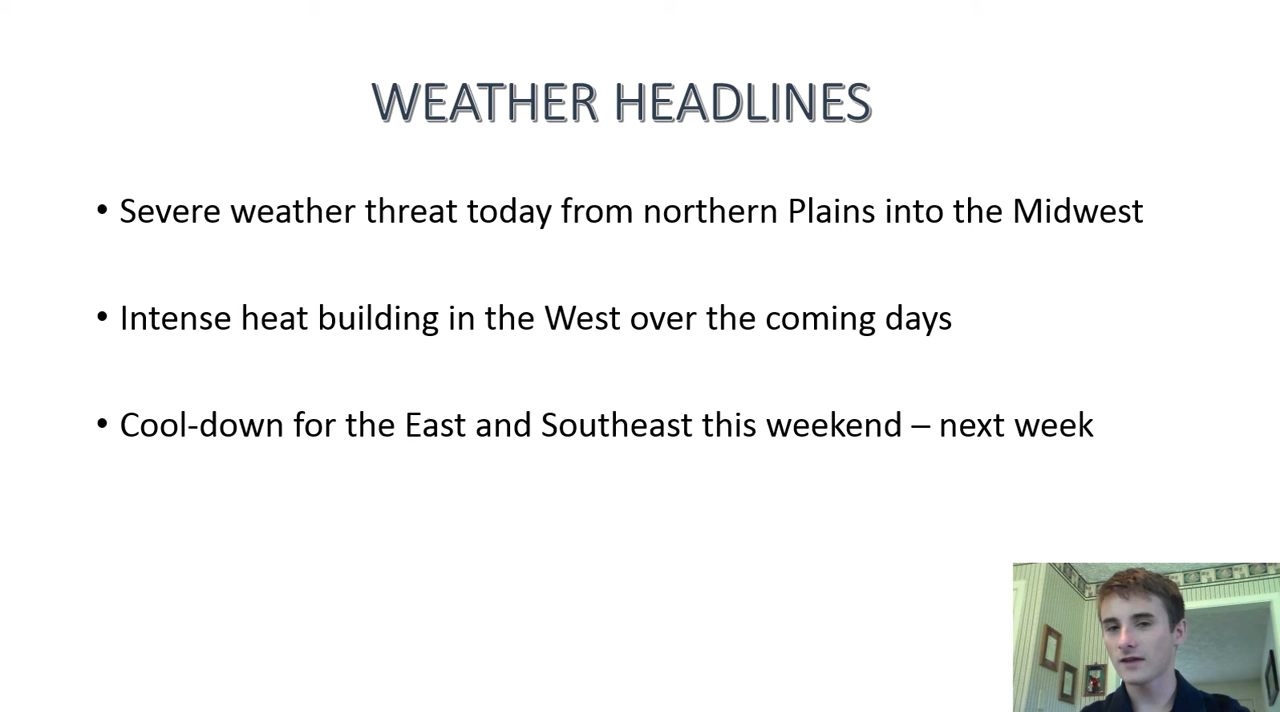 WEATHER HEADLINES
• Severe weather threat today from northern Plains into the Midwest
• Intense heat building in the West over the coming days
• Cool-down for the East and Southeast this weekend – next week